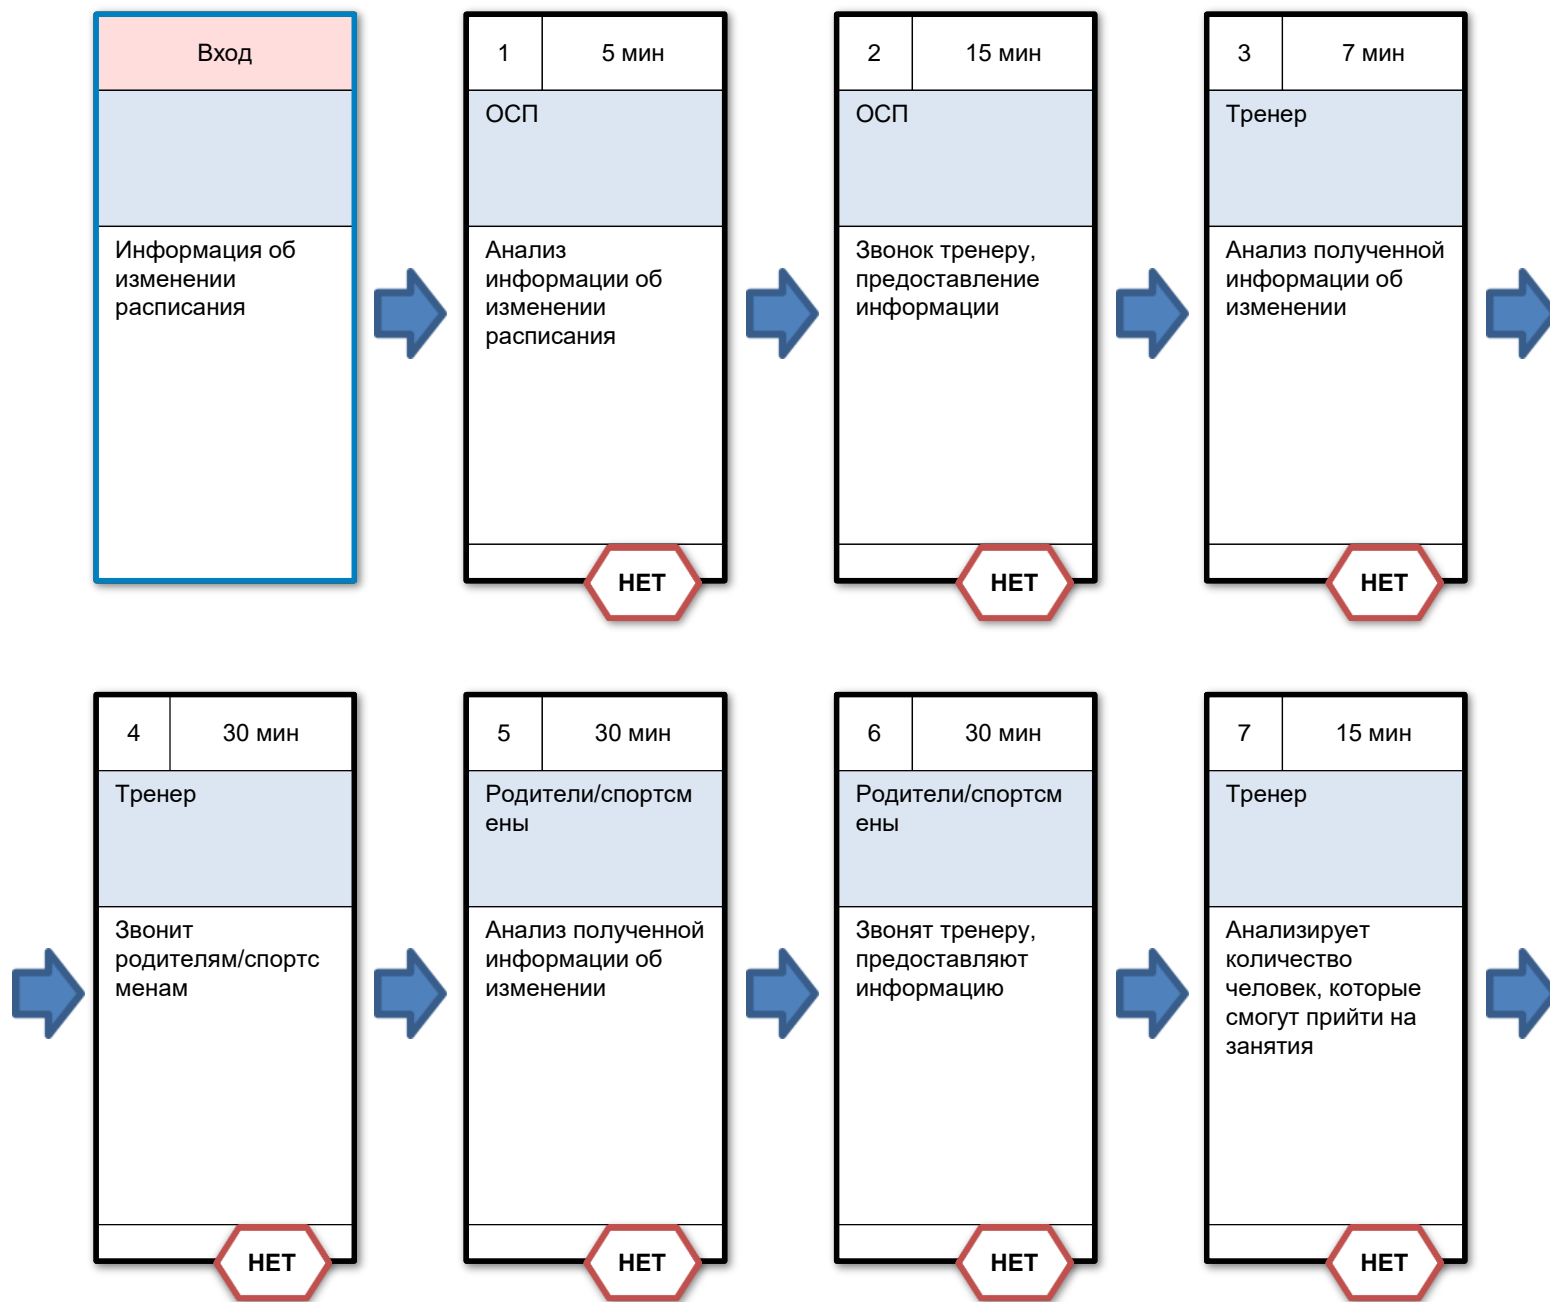 Вход
Информация об
изменении
расписания
1
5 мин
ОСП
Анализ
информации об
изменении
расписания
НЕТ
2
15 мин
ОСП
Звонок тренеру,
предоставление
информации
НЕТ
3
7 мин
Тренер
Анализ полученной
информации об
изменении
НЕТ
4
30 мин
Тренер
Звонит
родителям/спортс
менам
НЕТ
5
30 мин
Родители/спортсм
ены
Анализ полученной
информации об
изменении
НЕТ
6
30 мин
Родители/спортсм
ены
Звонят тренеру,
предоставляют
информацию
НЕТ
7
15 мин
Тренер
Анализирует
количество
человек, которые
смогут прийти на
занятия
НЕТ